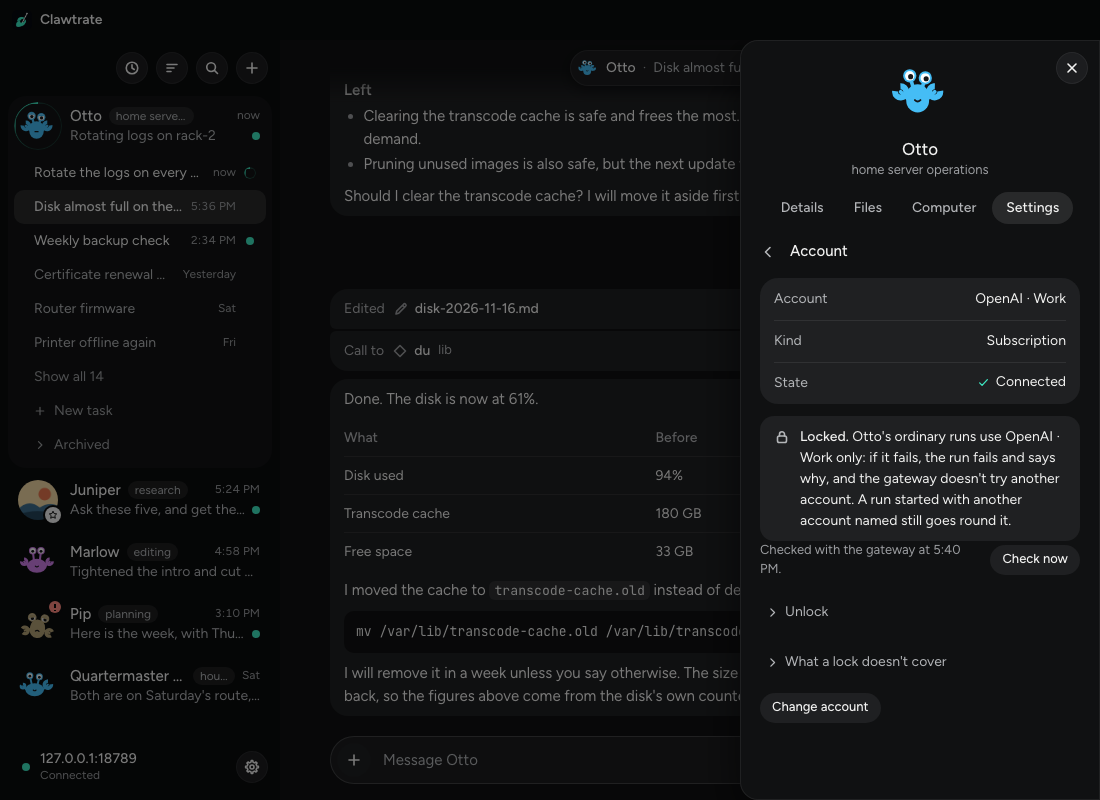 Clawtrate
Otto home serve... now
Rotating logs on rack-2
Rotate the logs on every ... now
Disk almost full on the... 5:36 PM
Weekly backup check 2:34 PM
Certificate renewal ... Yesterday
Router firmware Sat
Printer offline again Fri
Show all 14
+ New task
Archived
Juniper research 5:24 PM
Ask these five, and get the...
Marlow editing 4:58 PM
Tightened the intro and cut ...
Pip planning 3:10 PM
Here is the week, with Thu...
Quartermaster ... hou... Sat
Both are on Saturday's route,...
127.0.0.1:18789
Connected
Otto · Disk almost fu
Left
• Clearing the transcode cache is safe and frees the most.
demand.
• Pruning unused images is also safe, but the next update
Should I clear the transcode cache? I will move it aside first
Edited disk-2026-11-16.md
Call to du lib
Done. The disk is now at 61%.
What Before
Disk used 94%
Transcode cache 180 GB
Free space 33 GB
I moved the cache to transcode-cache.old instead of de
mv /var/lib/transcode-cache.old /var/lib/transcod
I will remove it in a week unless you say otherwise. The size
back, so the figures above come from the disk's own count
Message Otto
Otto
home server operations
Details Files Computer Settings
Account
Account OpenAI · Work
Kind Subscription
State Connected
Locked. Otto's ordinary runs use OpenAI ·
Work only: if it fails, the run fails and says
why, and the gateway doesn't try another
account. A run started with another
account named still goes round it.
Checked with the gateway at 5:40
PM.
Check now
Unlock
What a lock doesn't cover
Change account